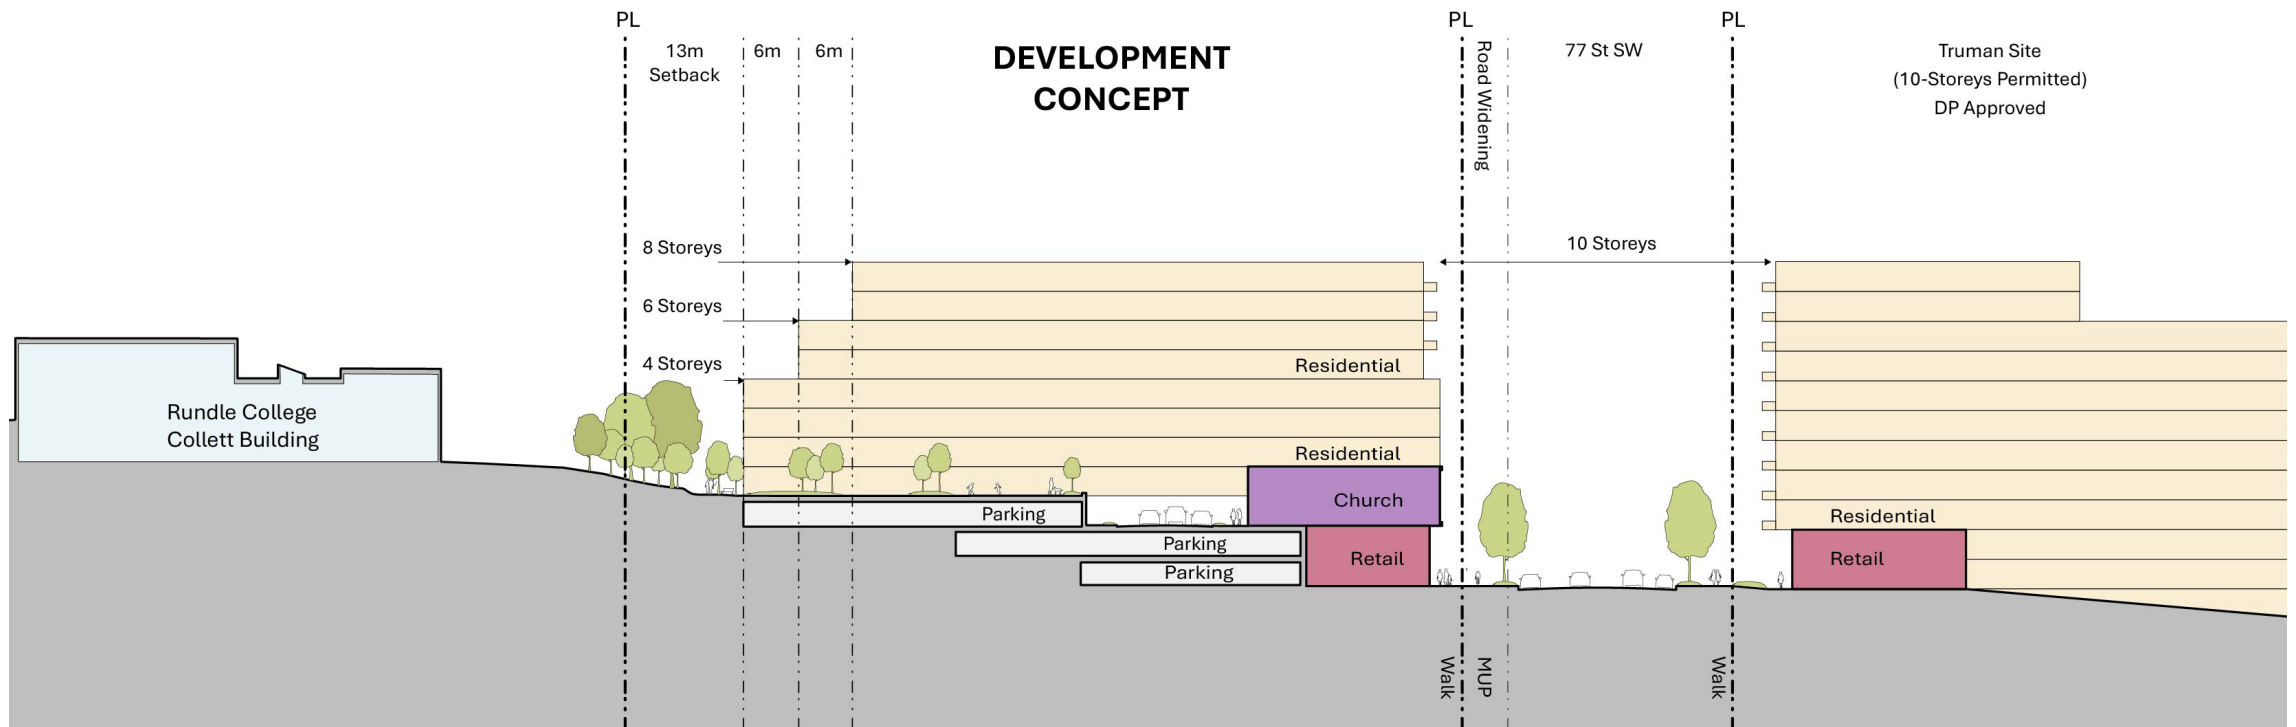 PL
PL
PL
13m
Setback
6m
6m
DEVELOPMENT
CONCEPT
Road Widening
77 St SW
Truman Site
(10-Storeys Permitted)
DP Approved
8 Storeys
10 Storeys
6 Storeys
4 Storeys
Residential
Rundle College
Collett Building
Residential
Church
Parking
Residential
Parking
Retail
Retail
Parking
Walk
MUP
Walk